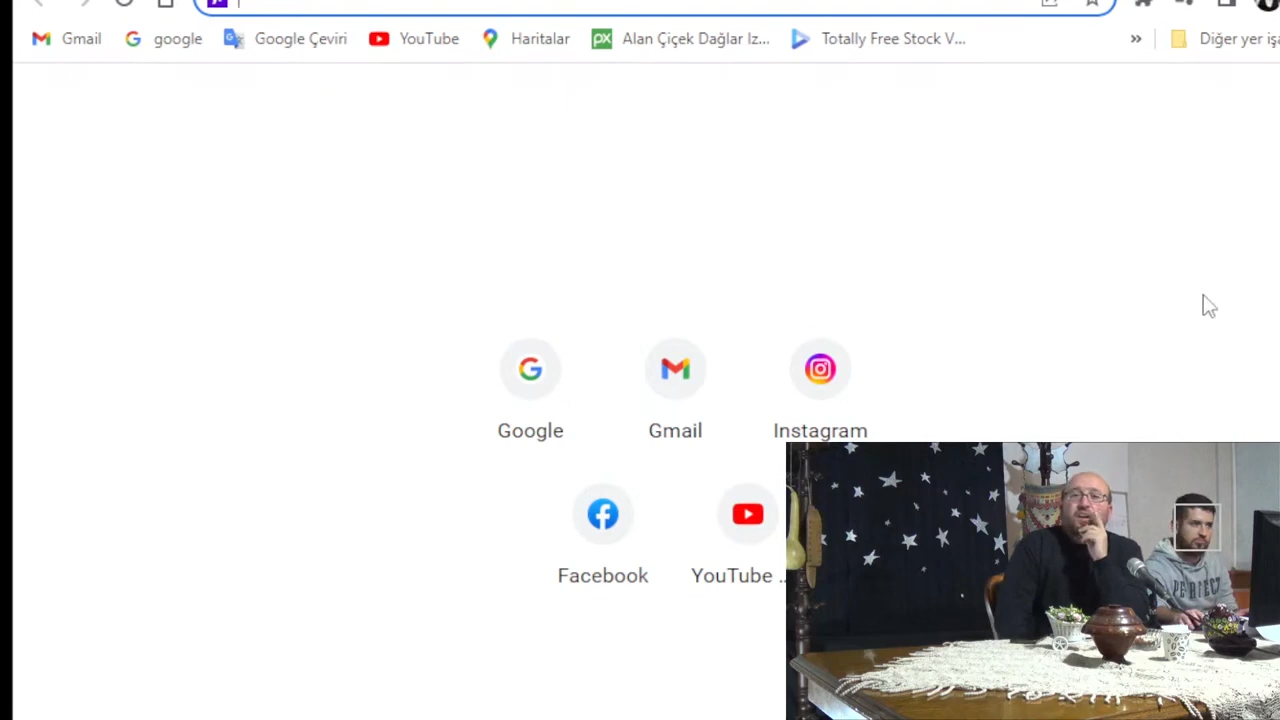 Gmail google Google Çeviri YouTube Haritalar Alan Çiçek Dağlar Iz... Totally Free Stock V... » Diğer yer işa
Google Gmail Instagram
Facebook YouTube ...
PERFECT